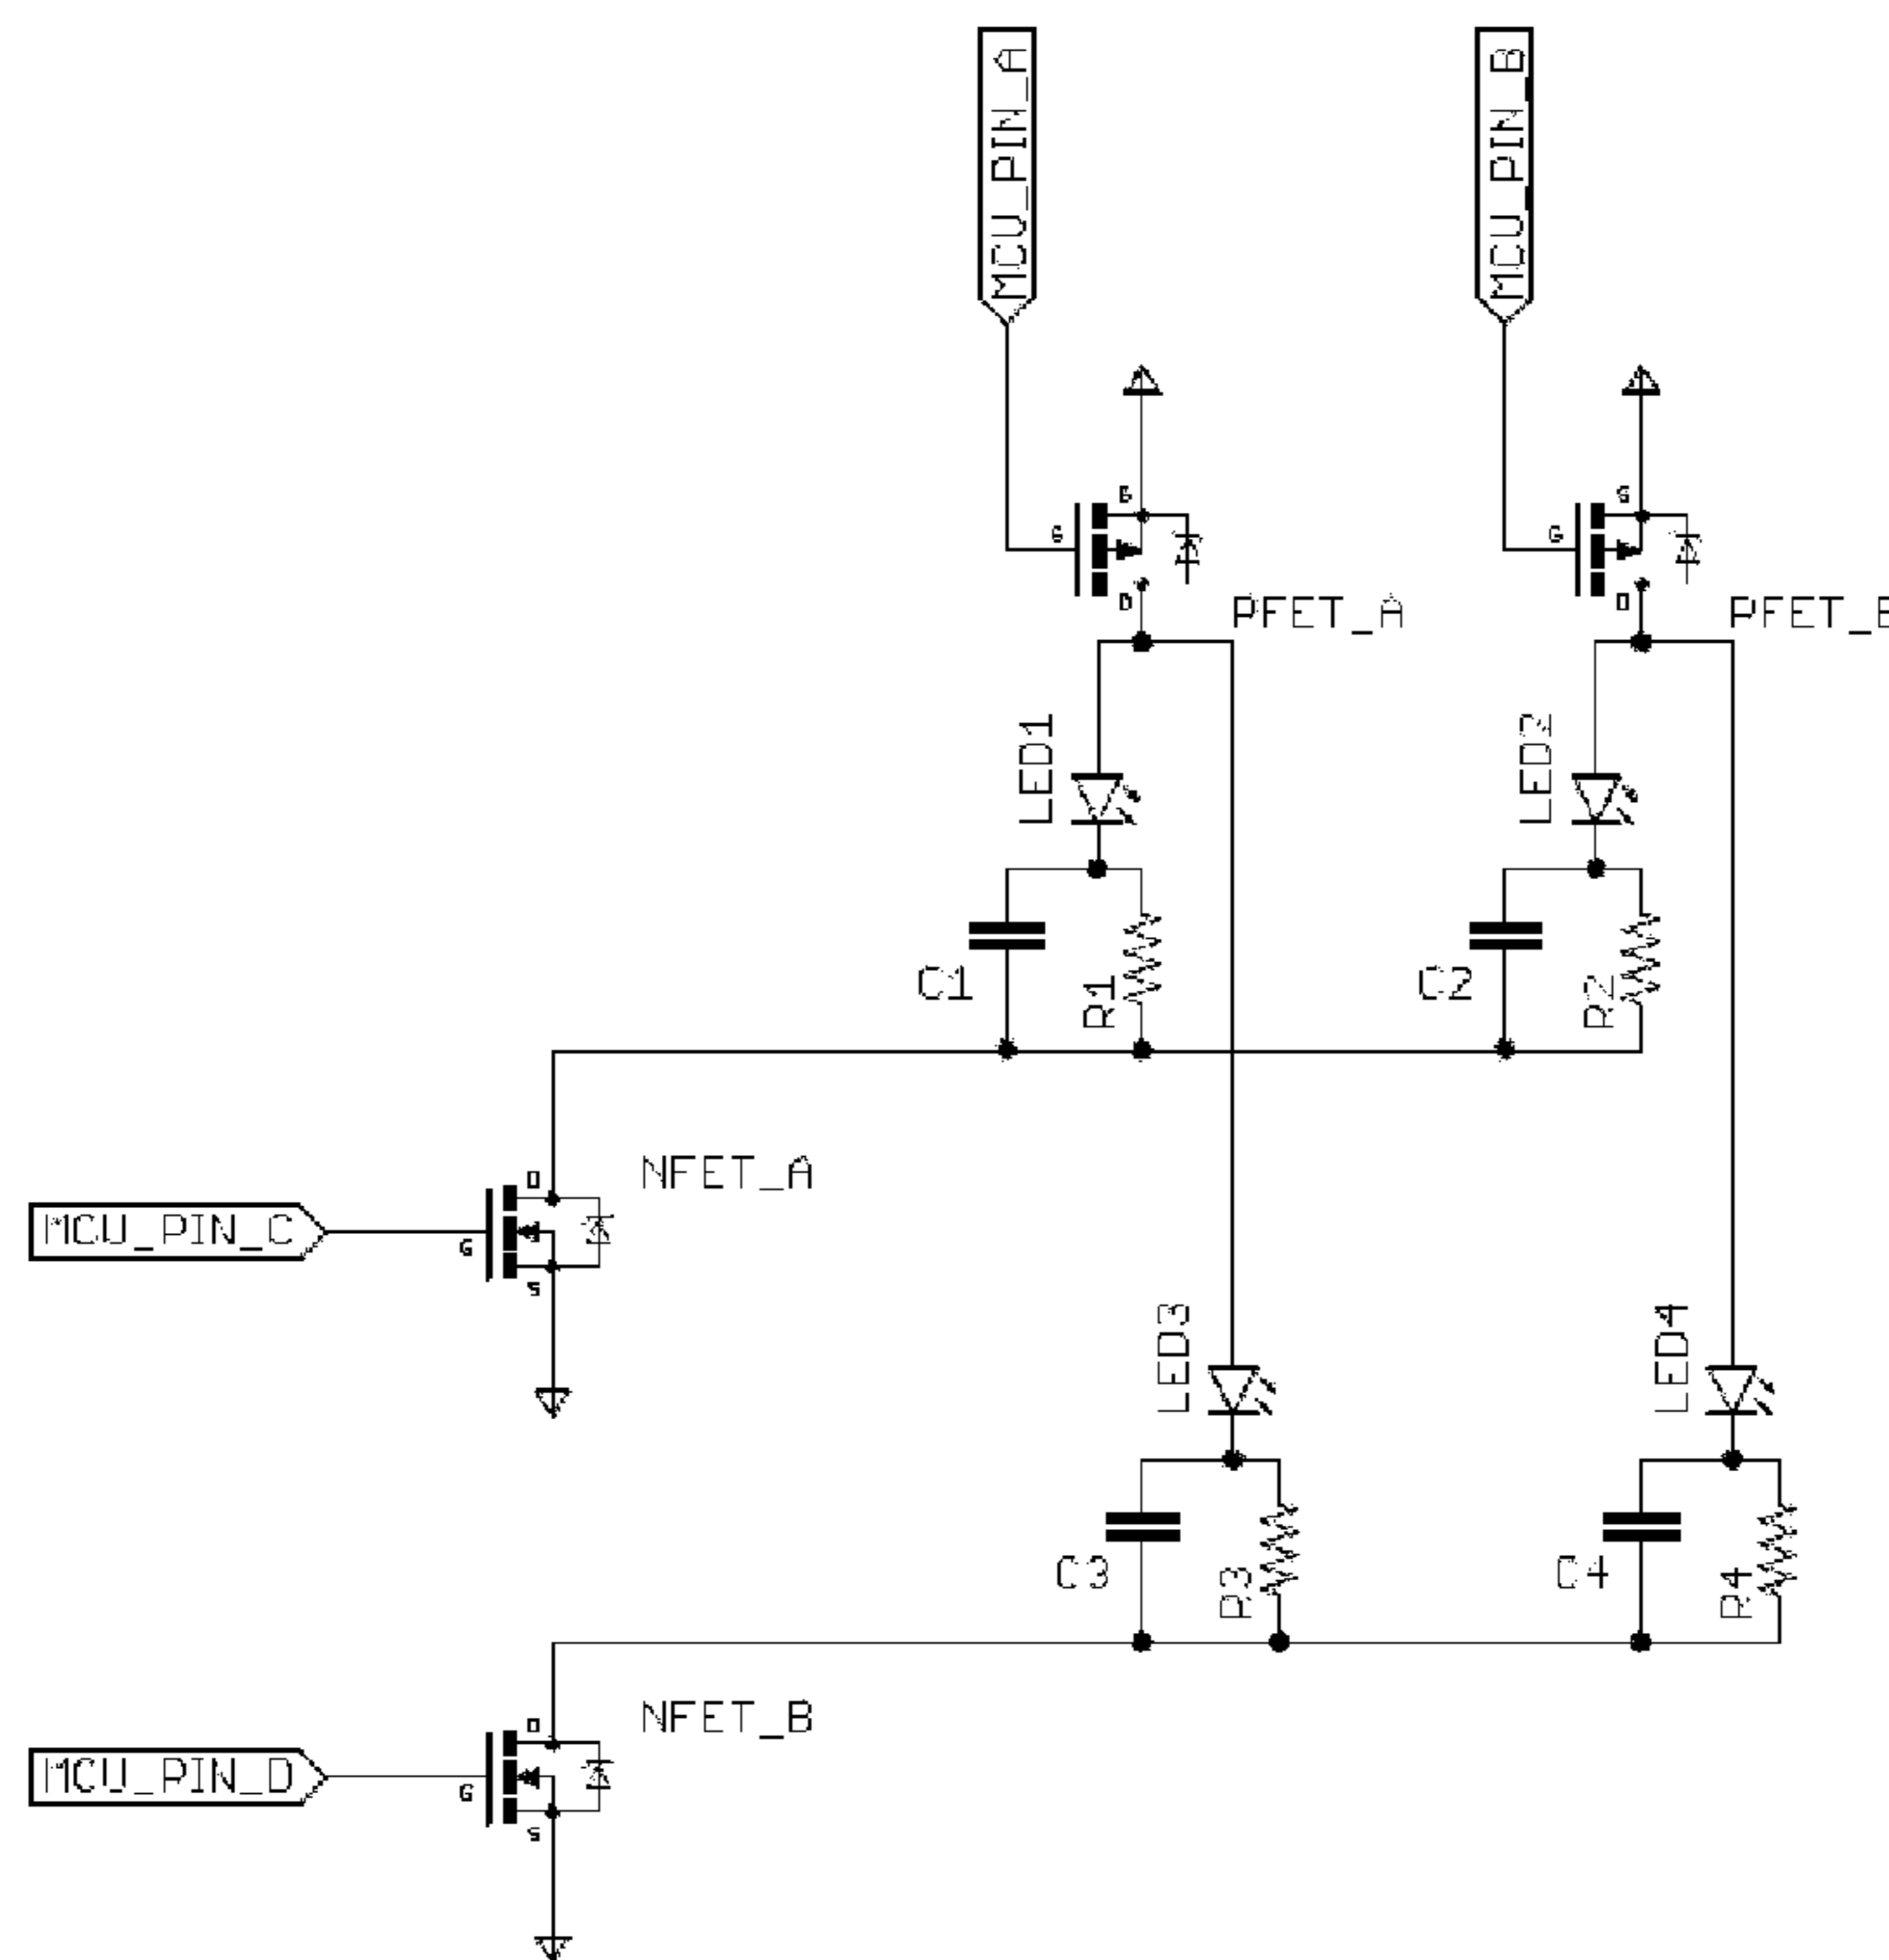 MCU_PIN_A
MCU_PIN_B
S
S
G
G
D
D
PFET_A
PFET_B
LED1
LED2
C1
R1
C2
R2
D
NFET_A
MCU_PIN_C
G
S
LED3
LED4
C3
R3
C4
R4
D
NFET_B
MCU_PIN_D
G
S